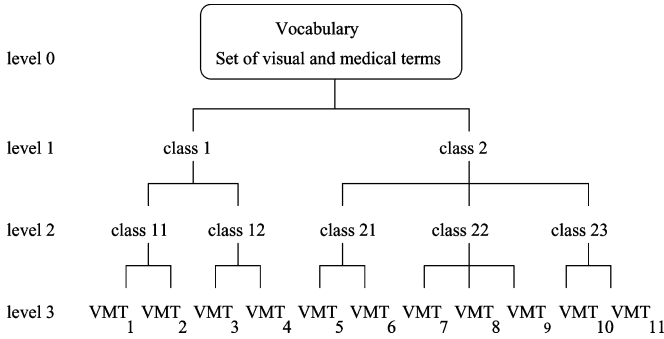 Vocabulary
level 0 Set of visual and medical terms
level 1 class 1 class 2
level 2 class 11 class 12 class 21 class 22 class 23
level 3 VMT 1 VMT 2 VMT 3 VMT 4 VMT 5 VMT 6 VMT 7 VMT 8 VMT 9 VMT 10 VMT 11